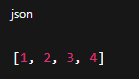 json
[1, 2, 3, 4]